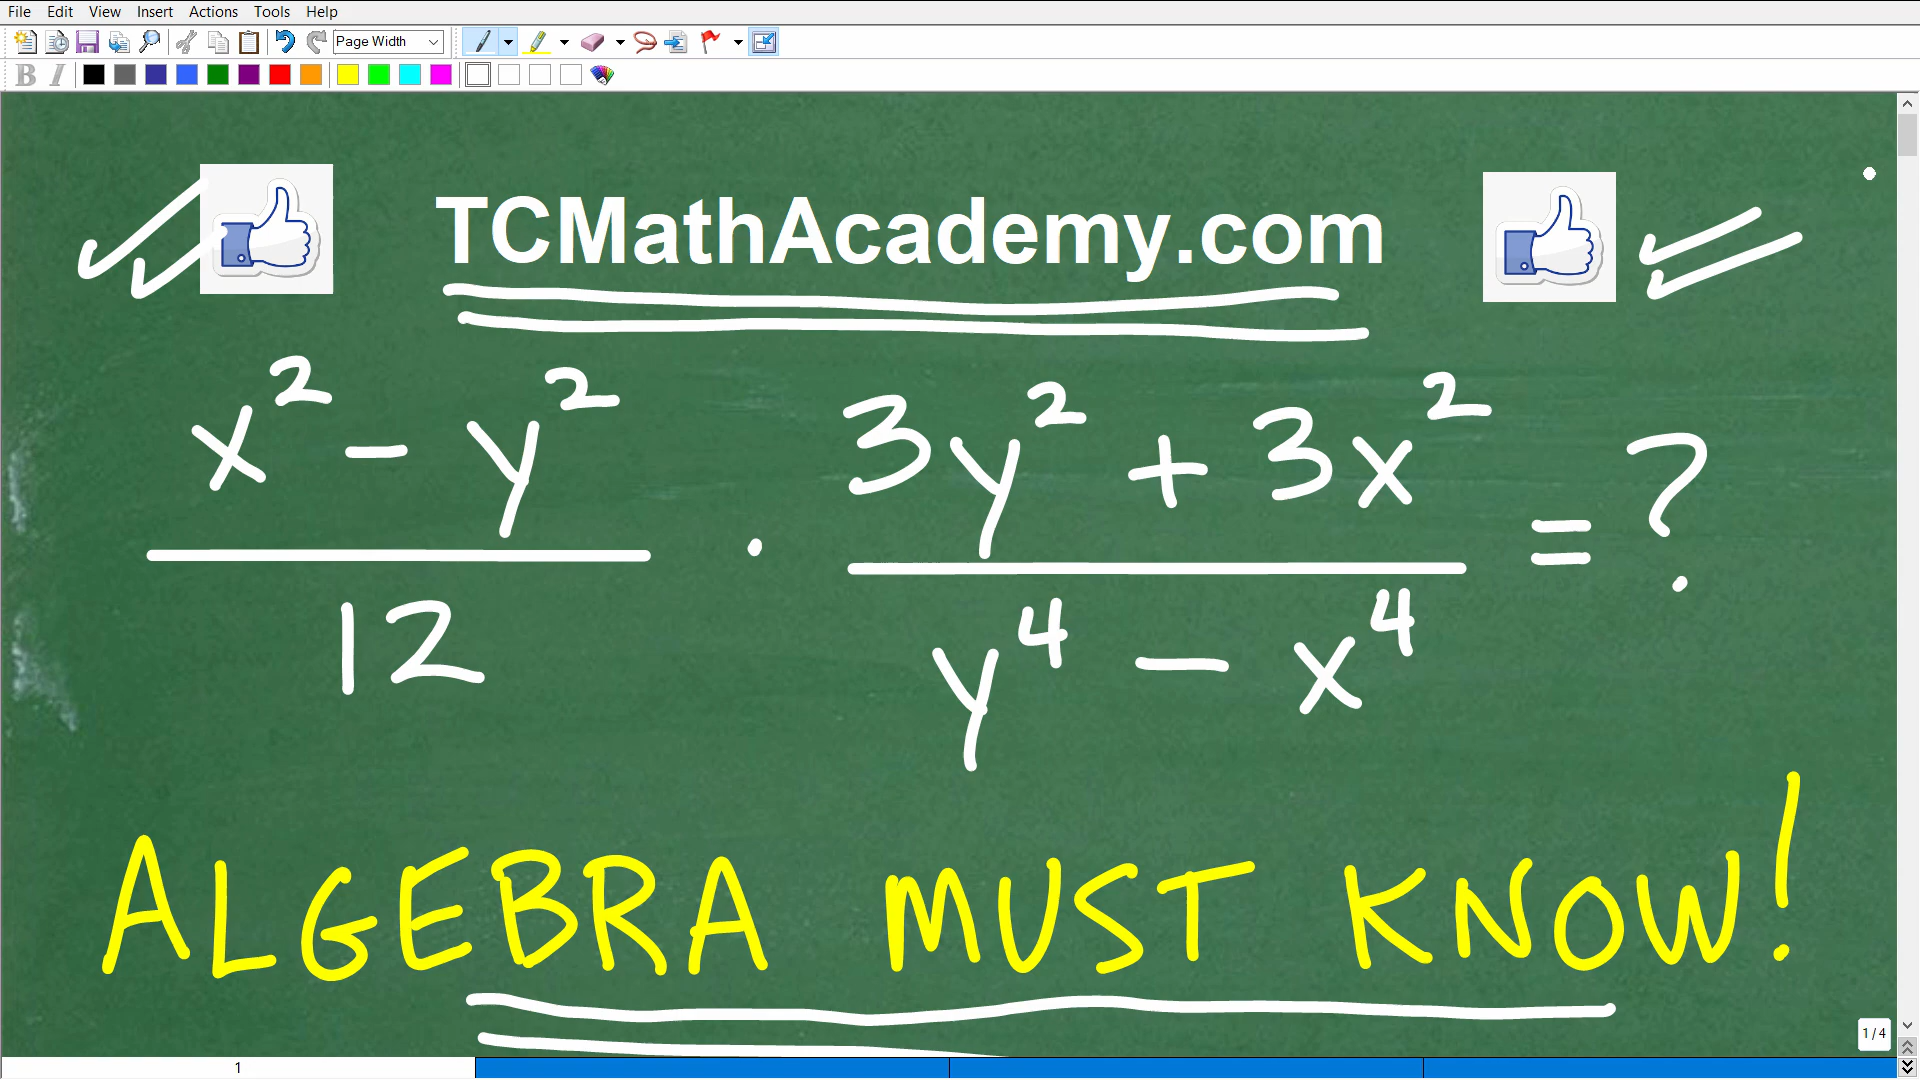 File Edit View Insert Actions Tools Help
Page Width
B I
TCMathAcademy.com
x² - y² / 12 · 3y² + 3x² / y⁴ - x⁴ = ?
ALGEBRA MUST KNOW!
1 / 4
1